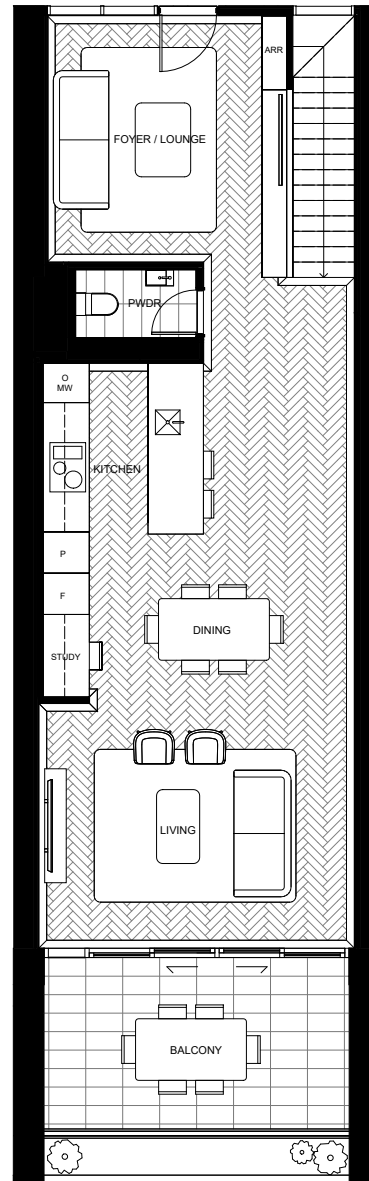 ARR
FOYER / LOUNGE
PWDR
O
MW
KITCHEN
P
F
DINING
STUDY
LIVING
BALCONY